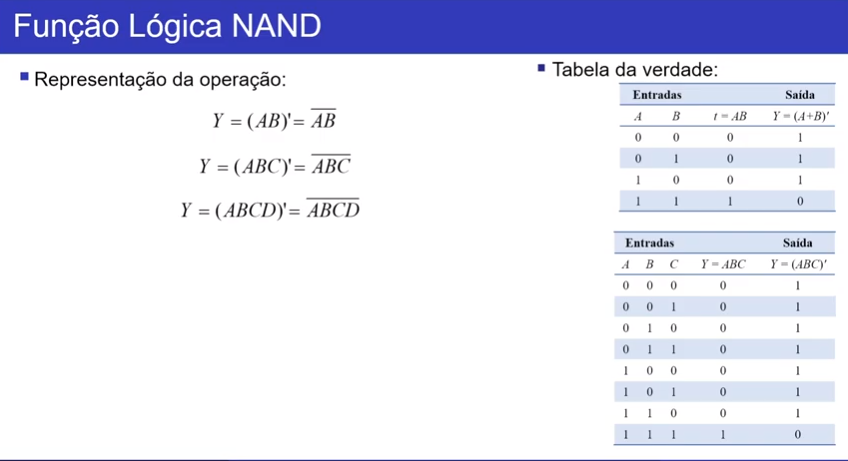 Função Lógica NAND
▪ Representação da operação:
Y = (AB)'= \overline{AB}
Y = (ABC)'= \overline{ABC}
Y = (ABCD)'= \overline{ABCD}
▪ Tabela da verdade:
Entradas Saída
A B t = AB Y = (A+B)'
0 0 0 1
0 1 0 1
1 0 0 1
1 1 1 0
Entradas Saída
A B C Y = ABC Y = (ABC)'
0 0 0 0 1
0 0 1 0 1
0 1 0 0 1
0 1 1 0 1
1 0 0 0 1
1 0 1 0 1
1 1 0 0 1
1 1 1 1 0